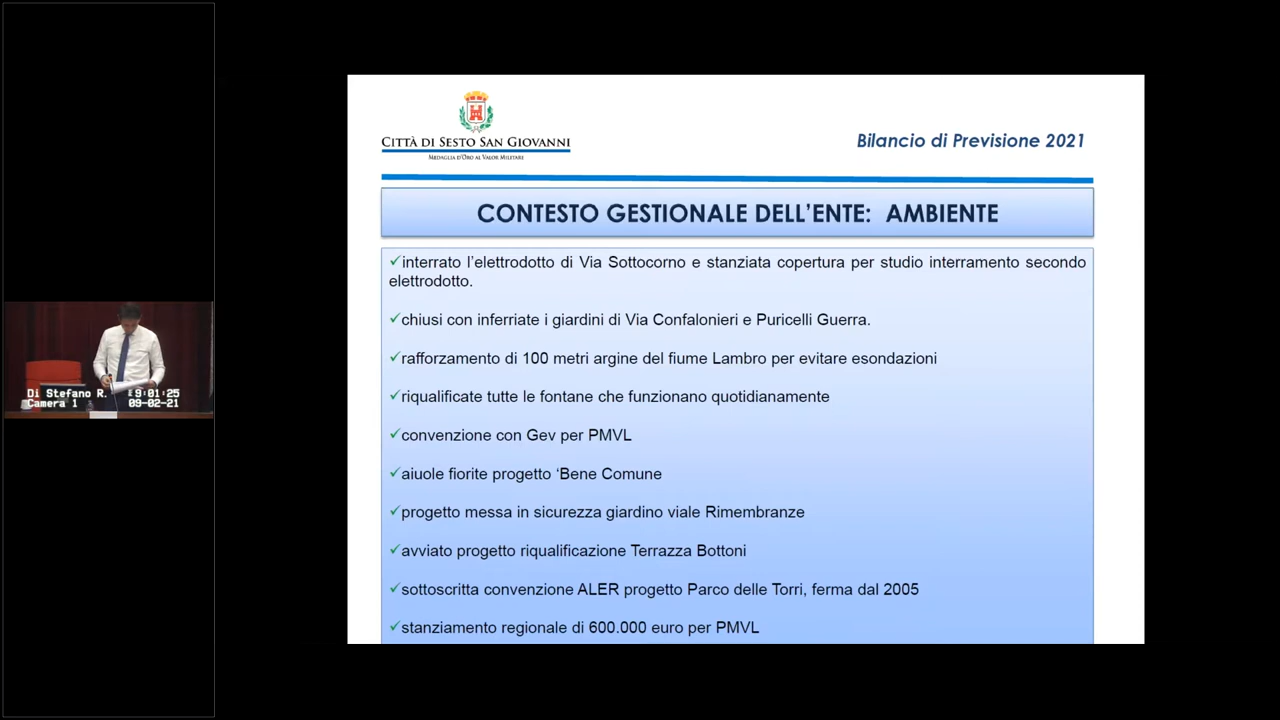 CITTÀ DI SESTO SAN GIOVANNI
MEDAGLIA D'ORO AL VALOR MILITARE
Bilancio di Previsione 2021
CONTESTO GESTIONALE DELL'ENTE: AMBIENTE
✓interrato l'elettrodotto di Via Sottocorno e stanziata copertura per studio interramento secondo
elettrodotto.
✓chiusi con inferriate i giardini di Via Confalonieri e Puricelli Guerra.
✓rafforzamento di 100 metri argine del fiume Lambro per evitare esondazioni
✓riqualificate tutte le fontane che funzionano quotidianamente
✓convenzione con Gev per PMVL
✓aiuole fiorite progetto 'Bene Comune
✓progetto messa in sicurezza giardino viale Rimembranze
✓avviato progetto riqualificazione Terrazza Bottoni
✓sottoscritta convenzione ALER progetto Parco delle Torri, ferma dal 2005
✓stanziamento regionale di 600.000 euro per PMVL
Di Stefano R. 9:01:25
Camera 1 09-02-21